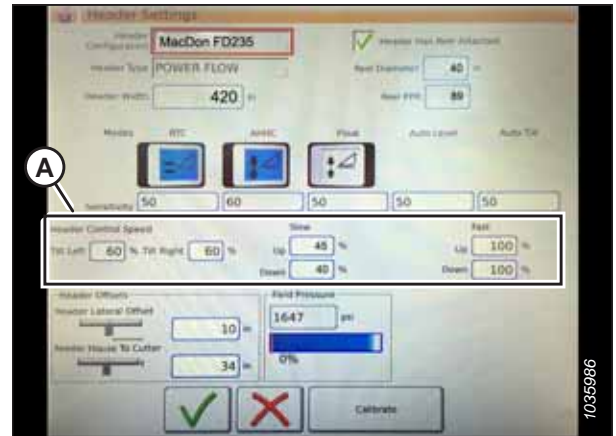 Header Settings
Header Configuration MacDon FD235
Header Has Reel Attached
Header Type POWER FLOW
Reel Diameter 40 in
Header Width 420 in
Reel PPR 89
Modes RTC AHHC Float Auto Level Auto Tilt
A
Sensitivity 50 60 50 50 50
Header Control Speed Slow Fast
Tilt Left 60 % Tilt Right 60 % Up 45 % Up 100 %
Down 40 % Down 100 %
Header Offsets Field Pressure
Header Lateral Offset
10 in 1647 psi
Feeder House To Cutter
34 in 0%
Calibrate
1035986